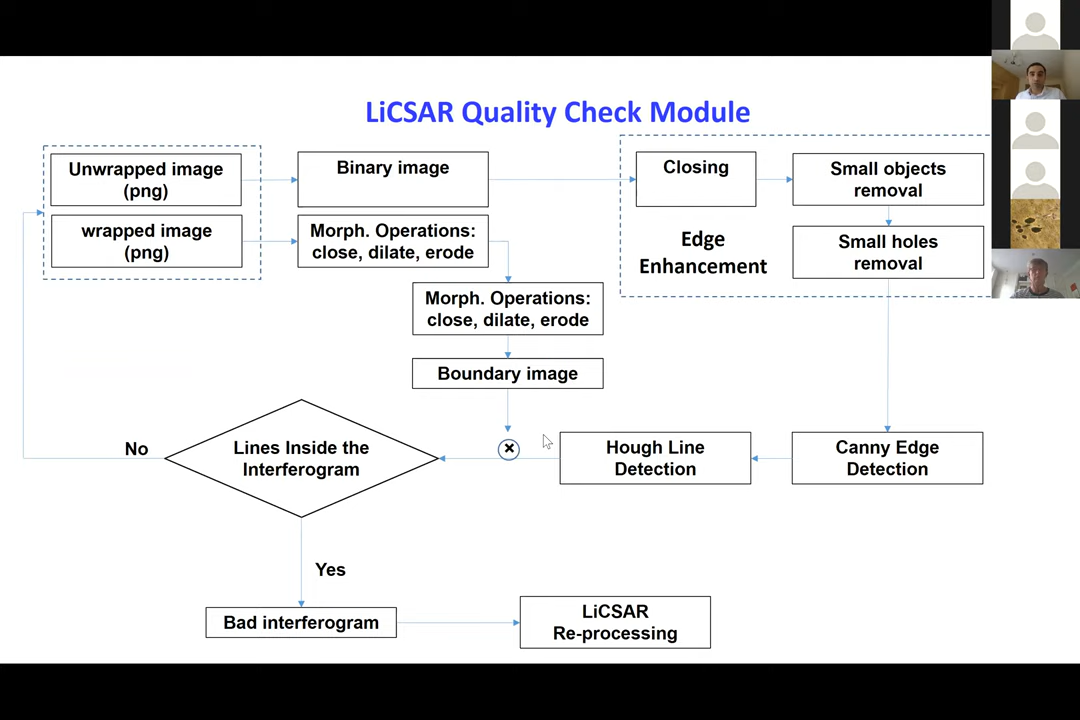 LiCSAR Quality Check Module
Unwrapped image
(png)
Binary image
Closing
Small objects
removal
wrapped image
(png)
Morph. Operations:
close, dilate, erode
Edge
Enhancement
Small holes
removal
Morph. Operations:
close, dilate, erode
Boundary image
No
Lines Inside the
Interferogram
×
Hough Line
Detection
Canny Edge
Detection
Yes
Bad interferogram
LiCSAR
Re-processing